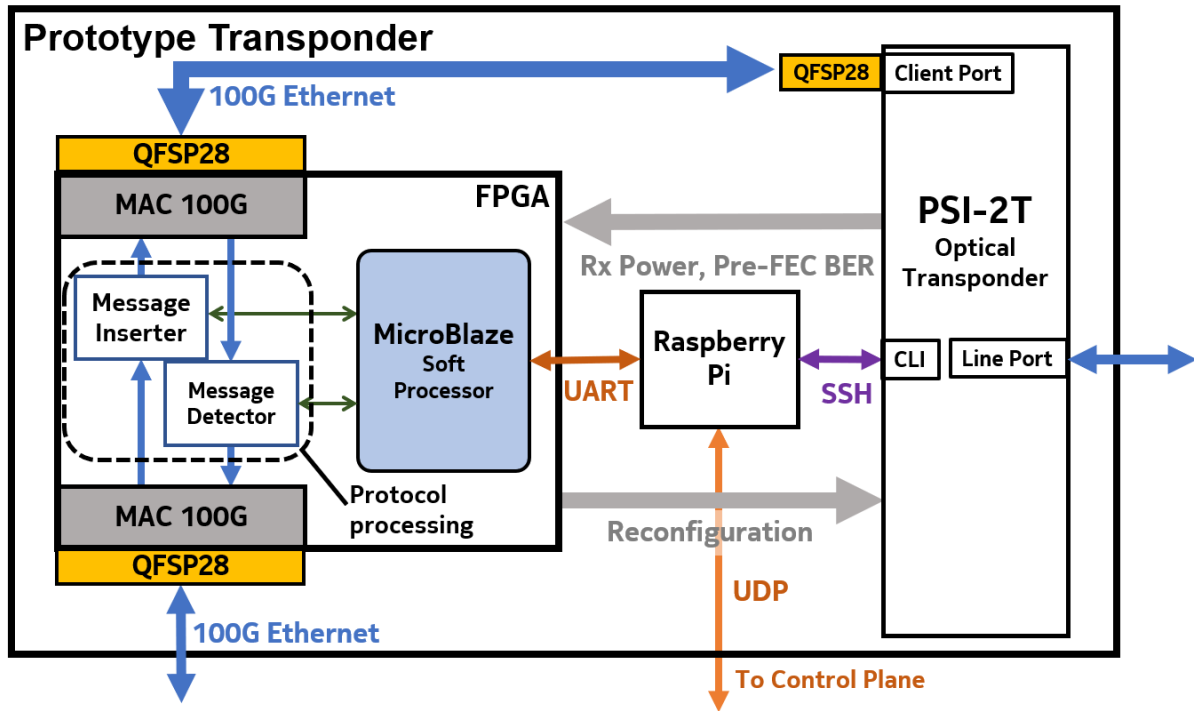 Prototype Transponder
QFSP28
Client Port
100G Ethernet
QFSP28
MAC 100G
FPGA
PSI-2T
Optical
Transponder
Rx Power, Pre-FEC BER
Message
Inserter
MicroBlaze
Soft
Processor
Raspberry
Pi
CLI
Line Port
UART
SSH
Message
Detector
Protocol
processing
MAC 100G
Reconfiguration
QFSP28
UDP
100G Ethernet
To Control Plane